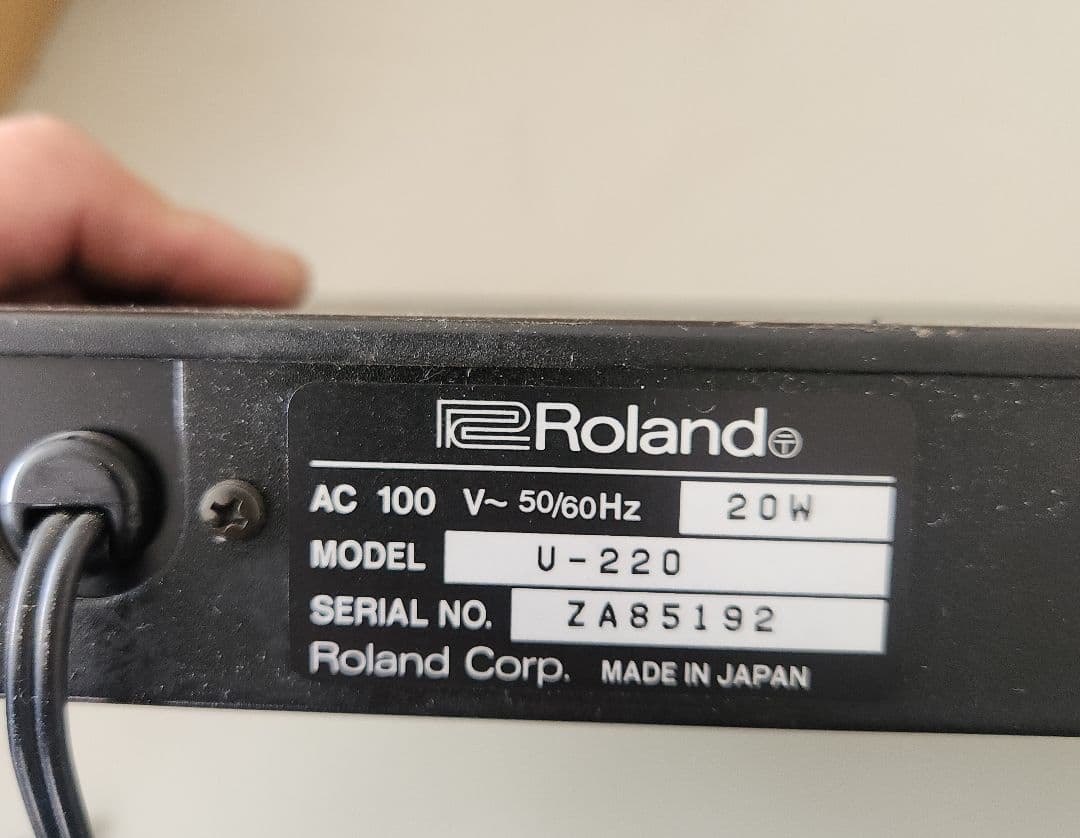 Roland
AC 100 V~ 50/60Hz 20W
MODEL U-220
SERIAL NO. ZA85192
Roland Corp. MADE IN JAPAN